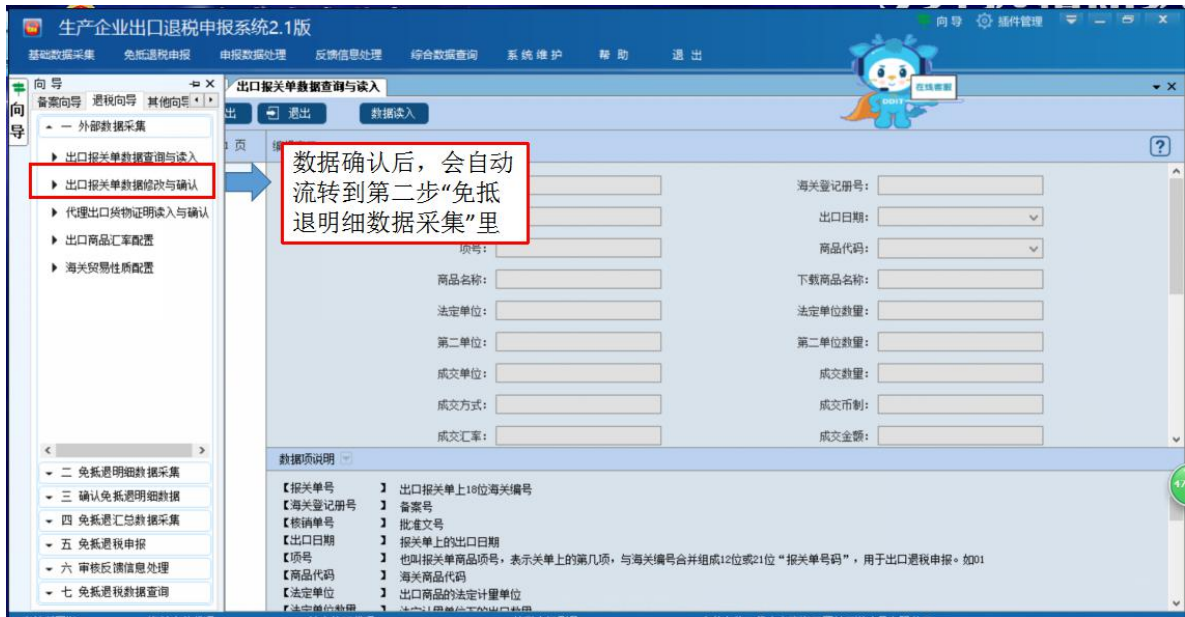 生产企业出口退税申报系统2.1版
向导 插件管理
基础数据采集 免抵退税申报 申报数据处理 反馈信息处理 综合数据查询 系统维护 帮助 退出
在线客服
向导
向导
备案向导 退税向导 其他向导
一 外部数据采集
出口报关单数据查询与读入
出口报关单数据修改与确认
代理出口货物证明读入与确认
出口商品汇率配置
海关贸易性质配置
二 免抵退明细数据采集
三 确认免抵退明细数据
四 免抵退汇总数据采集
五 免抵退税申报
六 审核反馈信息处理
七 免抵退税数据查询
出口报关单数据查询与读入
出 退出 数据读入
页
数据确认后，会自动
流转到第二步“免抵
退明细数据采集”里
海关登记册号：
出口日期：
项号： 商品代码：
商品名称： 下载商品名称：
法定单位： 法定单位数量：
第二单位： 第二单位数量：
成交单位： 成交数量：
成交方式： 成交币制：
成交汇率： 成交金额：
数据项说明
【报关单号 】 出口报关单上18位海关编号
【海关登记册号 】 备案号
【核销单号 】 批准文号
【出口日期 】 报关单上的出口日期
【项号 】 也叫报关单商品项号，表示关单上的第几项，与海关编号合并组成12位或21位“报关单号码”，用于出口退税申报。如01
【商品代码 】 海关商品代码
【法定单位 】 出口商品的法定计量单位
【法定单位数量 】 法定计量单位下的出口数量
47